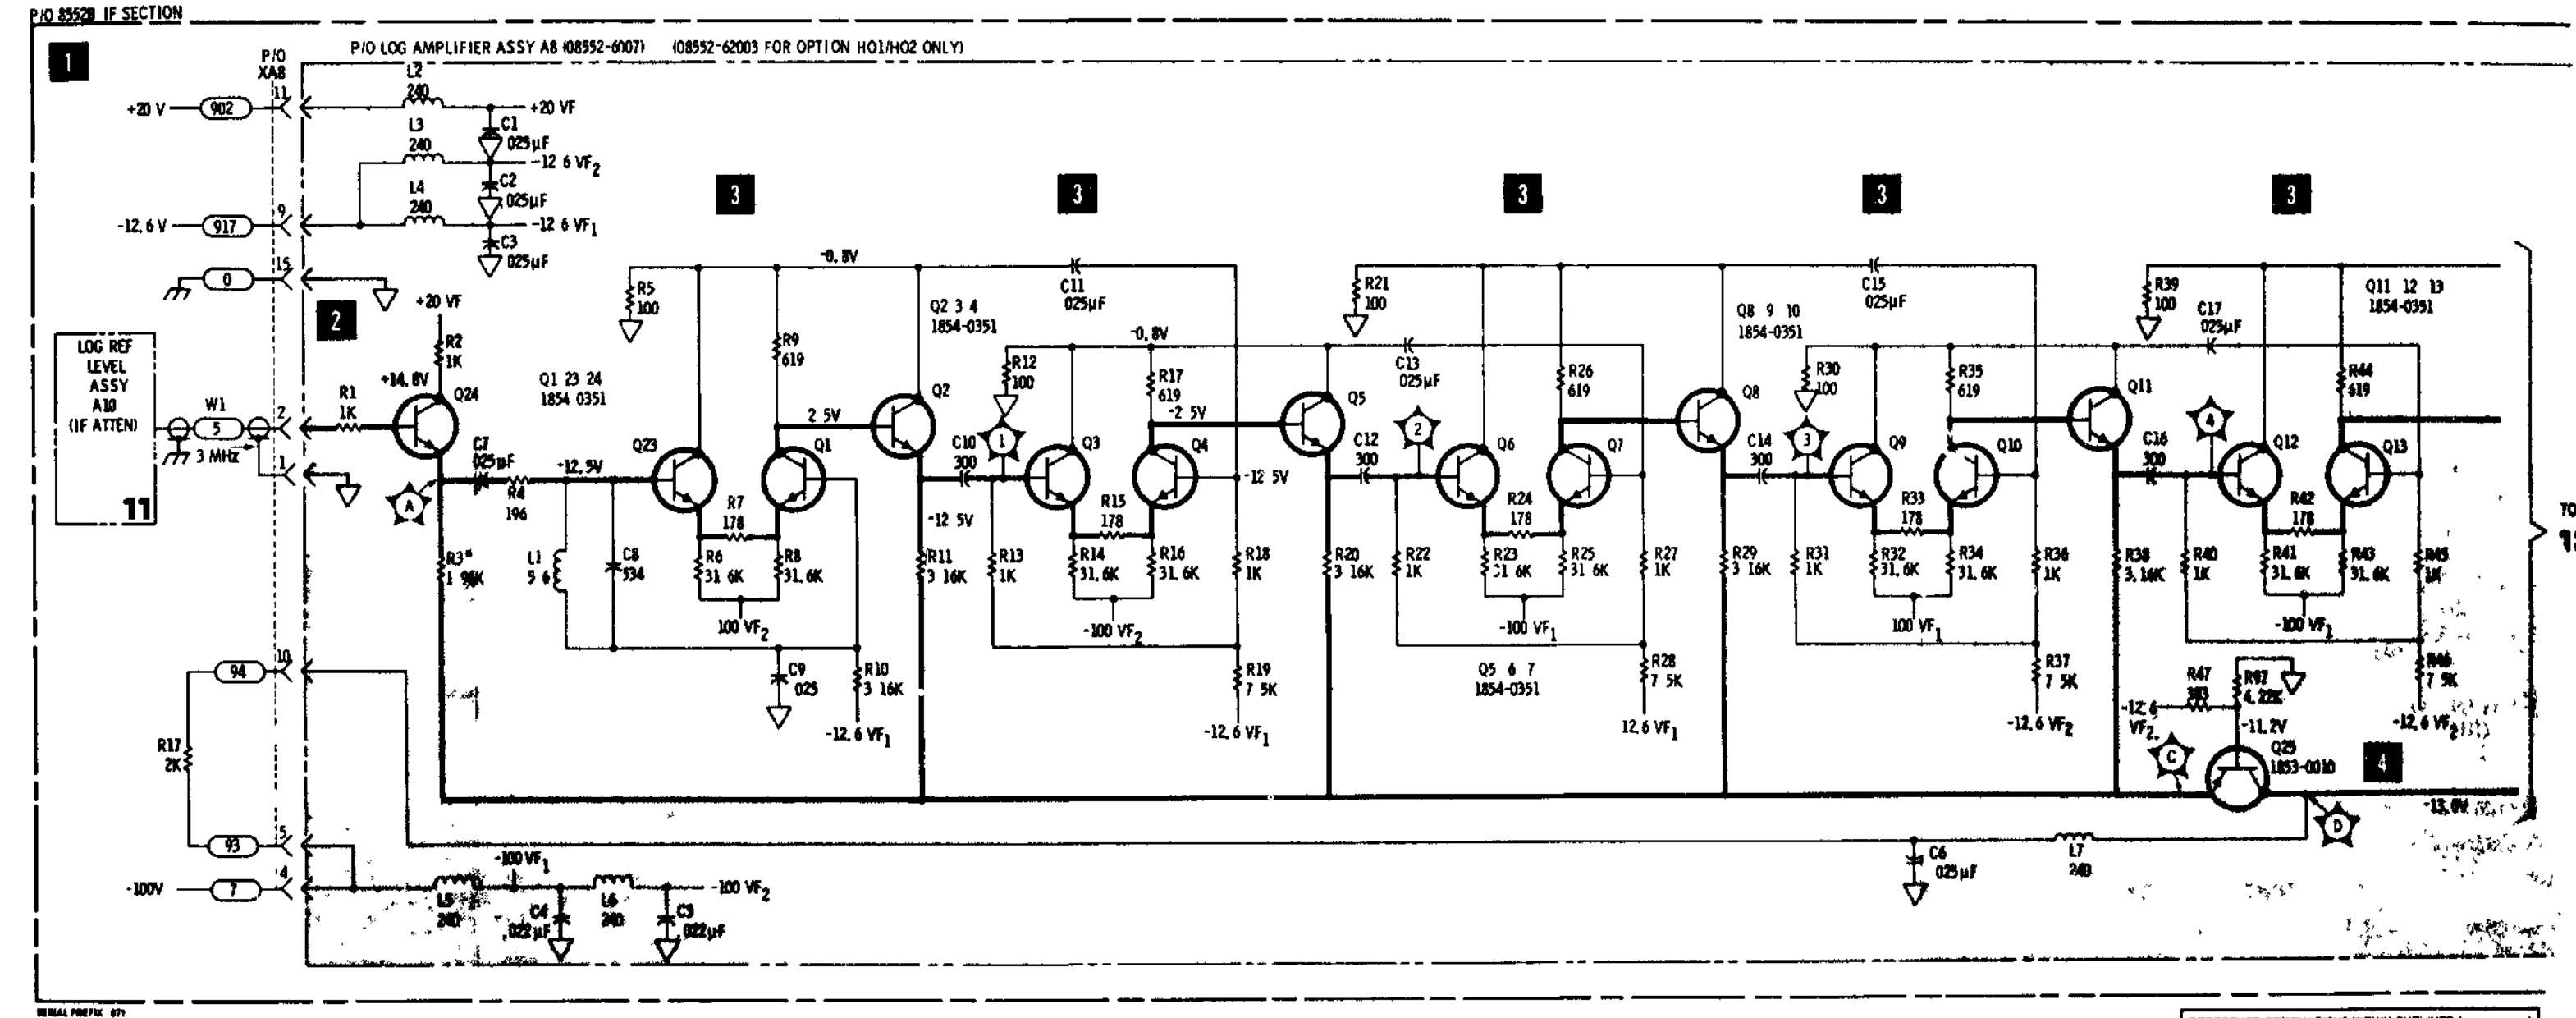 P/O 8552B IF SECTION
1
P/O LOG AMPLIFIER ASSY A8 (08552-6007) (08552-62003 FOR OPTION HO1/HO2 ONLY)
P/O
XA8
11
+20 V
902
L2
240
+20 VF
C1
025µF
L3
240
-12 6 VF2
C2
.025µF
L4
240
9
-12.6 V
917
-12 6 VF1
C3
025µF
15
0
3
3
3
3
3
2
+20 VF
R2
1K
+14.8V
Q24
LOG REF
LEVEL
ASSY
A10
(IF ATTEN)
11
W1
5
3 MHz
2
1
R1
1K
A
C7
025µF
R4
196
R3*
Q1 23 24
1854 0351
-12.5V
L1
5 6
C8
534
R5
100
-0.8V
R9
619
Q23
Q1
2 5V
R7
178
R6
31 6K
R8
31.6K
100 VF2
C9
025
R10
3 16K
-12.6 VF1
Q2
Q2 3 4
1854-0351
-12 5V
R11
3 16K
C10
300
1
C11
025µF
R12
100
-0.8V
R17
619
-2 5V
Q3
Q4
-12 5V
R15
178
R13
1K
R14
31.6K
R16
31.6K
R18
1K
-100 VF2
R19
7 5K
-12.6 VF1
Q5
R20
3 16K
C12
300
2
C13
025µF
R21
100
R26
619
Q6
Q7
R24
178
R22
1K
R23
31 6K
R25
31 6K
R27
1K
-100 VF1
Q5 6 7
1854-0351
R28
7 5K
12.6 VF1
Q8
Q8 9 10
1854-0351
R29
3 16K
C14
300
3
C15
025µF
R30
100
R35
619
Q9
Q10
R33
178
R31
1K
R32
31.6K
R34
31.6K
R36
1K
100 VF1
R37
7 5K
-12.6 VF2
Q11
R38
3.16K
C16
300
4
C17
025µF
R39
100
Q11 12 13
1854-0351
R44
619
Q12
Q13
R42
178
R40
1K
R41
31.6K
R43
31.6K
R45
1K
-100 VF1
R46
7 5K
-12.6 VF2
R47
R97
4.22K
-12.6
VF2
-11.2V
Q25
1853-0010
4
C
D
TO
10
94
R17
2K
5
93
4
-100V
7
-100 VF1
L5
240
C4
.022µF
L6
240
C5
.022µF
-100 VF2
C6
025µF
L7
240
SERIAL PREFIX 971